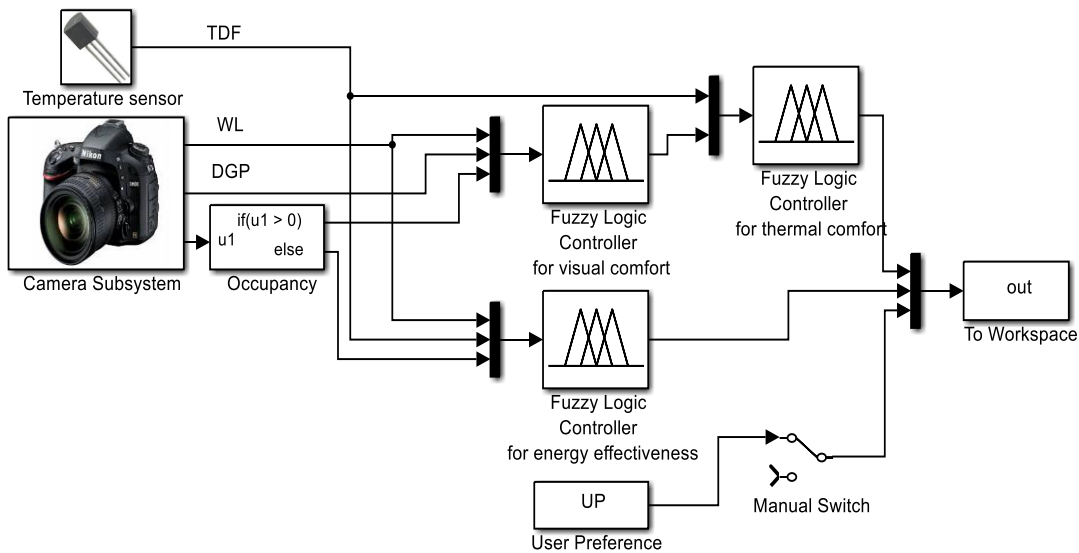 TDF
Temperature sensor
WL
Nikon
DGP
if(u1 > 0)
u1
else
Camera Subsystem
Occupancy
Fuzzy Logic
Controller
for visual comfort
Fuzzy Logic
Controller
for thermal comfort
out
To Workspace
Fuzzy Logic
Controller
for energy effectiveness
UP
User Preference
Manual Switch